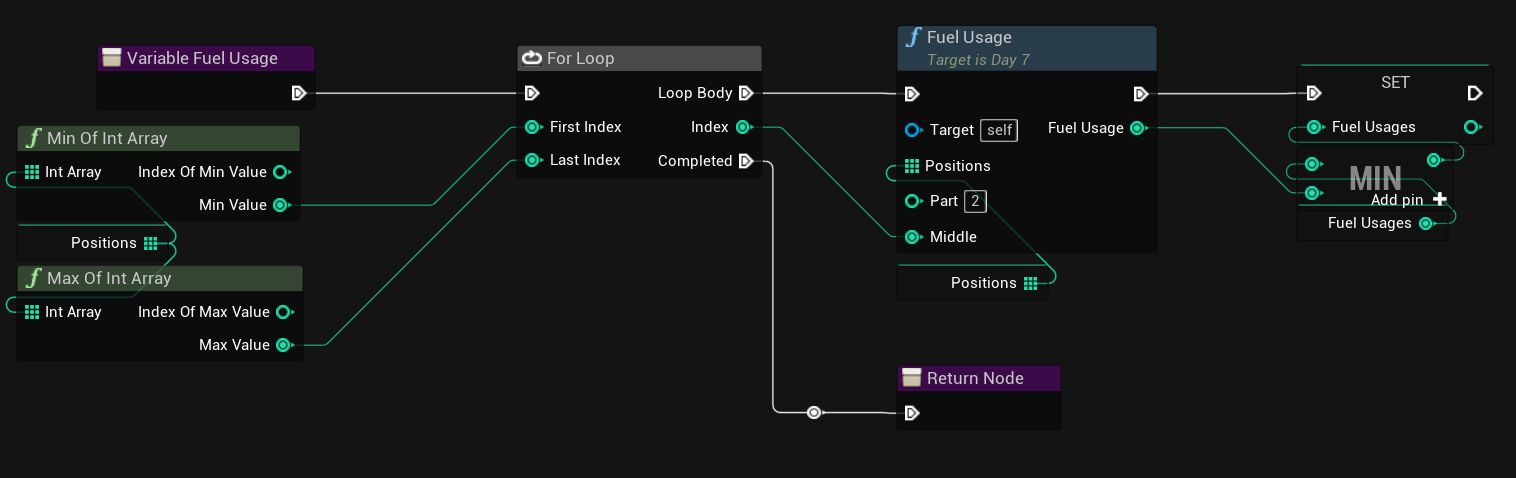 Variable Fuel Usage
Min Of Int Array
Int Array
Index Of Min Value
Min Value
Positions
Max Of Int Array
Int Array
Index Of Max Value
Max Value
For Loop
Loop Body
First Index
Index
Last Index
Completed
Fuel Usage
Target is Day 7
Target self
Fuel Usage
Positions
Part 2
Middle
Positions
Return Node
SET
Fuel Usages
MIN
Add pin
Fuel Usages